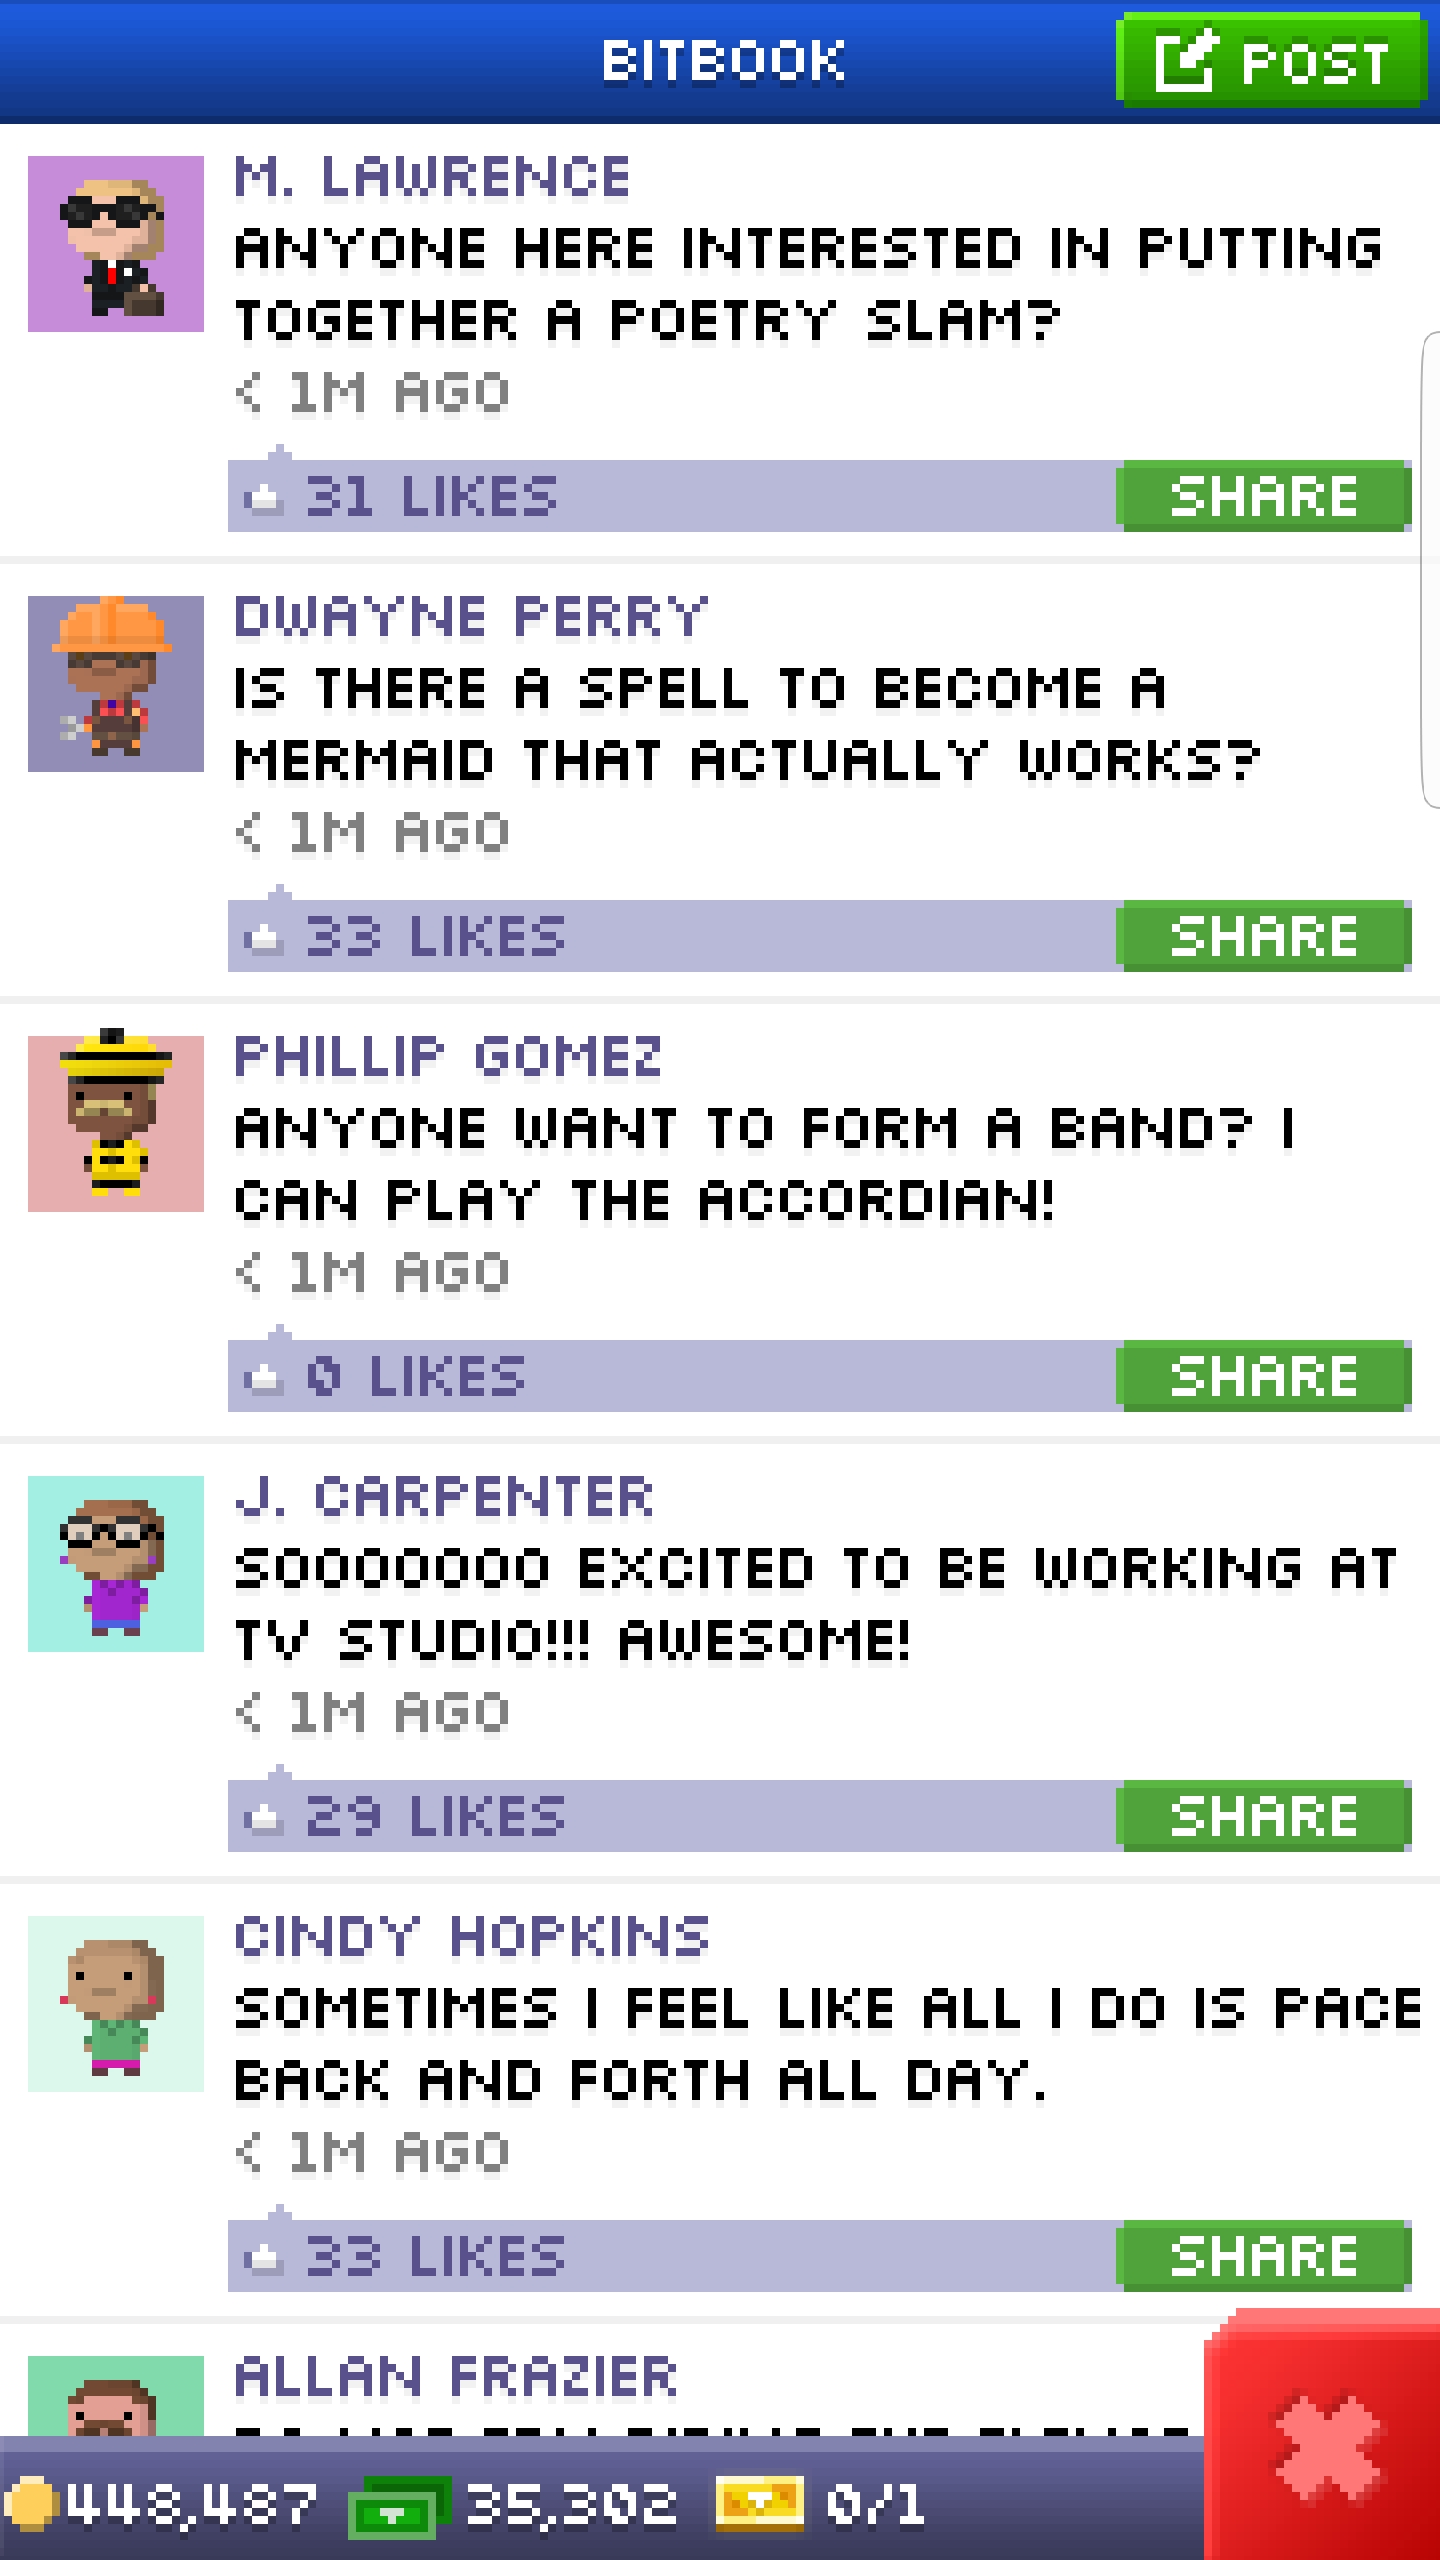 BITBOOK
POST
M. LAWRENCE
ANYONE HERE INTERESTED IN PUTTING
TOGETHER A POETRY SLAM?
< 1M AGO
31 LIKES
SHARE
DWAYNE PERRY
IS THERE A SPELL TO BECOME A
MERMAID THAT ACTUALLY WORKS?
< 1M AGO
33 LIKES
SHARE
PHILLIP GOMEZ
ANYONE WANT TO FORM A BAND? I
CAN PLAY THE ACCORDIAN!
< 1M AGO
0 LIKES
SHARE
J. CARPENTER
SOOOOOOO EXCITED TO BE WORKING AT
TV STUDIO!!! AWESOME!
< 1M AGO
29 LIKES
SHARE
CINDY HOPKINS
SOMETIMES I FEEL LIKE ALL I DO IS PACE
BACK AND FORTH ALL DAY.
< 1M AGO
33 LIKES
SHARE
ALLAN FRAZIER
448,487
35,302
0/1